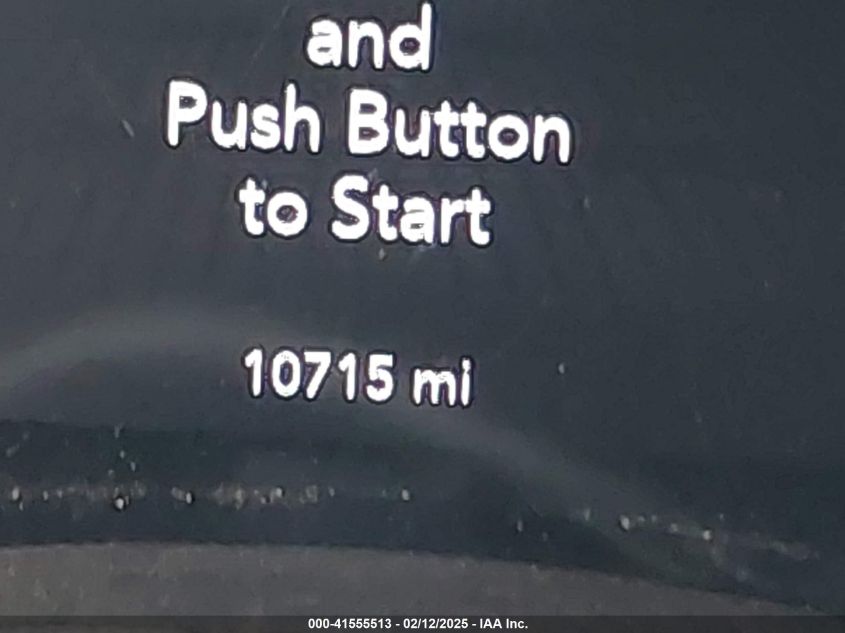 and
Push Button
to Start
10715 mi
000-41555513 - 02/12/2025 - IAA Inc.